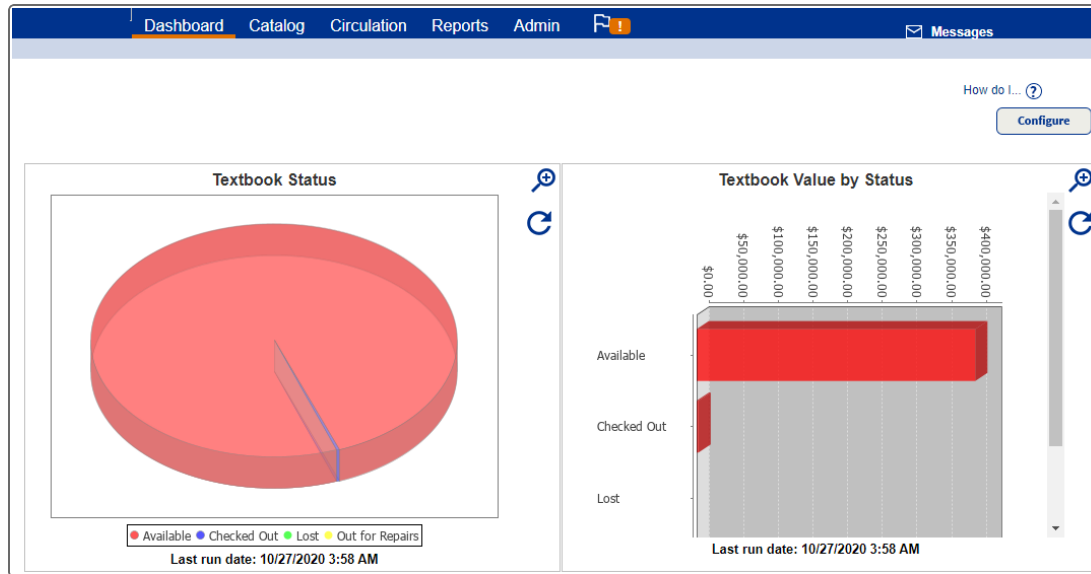 Dashboard Catalog Circulation Reports Admin !
Messages
How do I... ?
Configure
Textbook Status
Available Checked Out Lost Out for Repairs
Last run date: 10/27/2020 3:58 AM
Textbook Value by Status
$0.00 $50,000.00 $100,000.00 $150,000.00 $200,000.00 $250,000.00 $300,000.00 $350,000.00 $400,000.00
Available
Checked Out
Lost
Last run date: 10/27/2020 3:58 AM